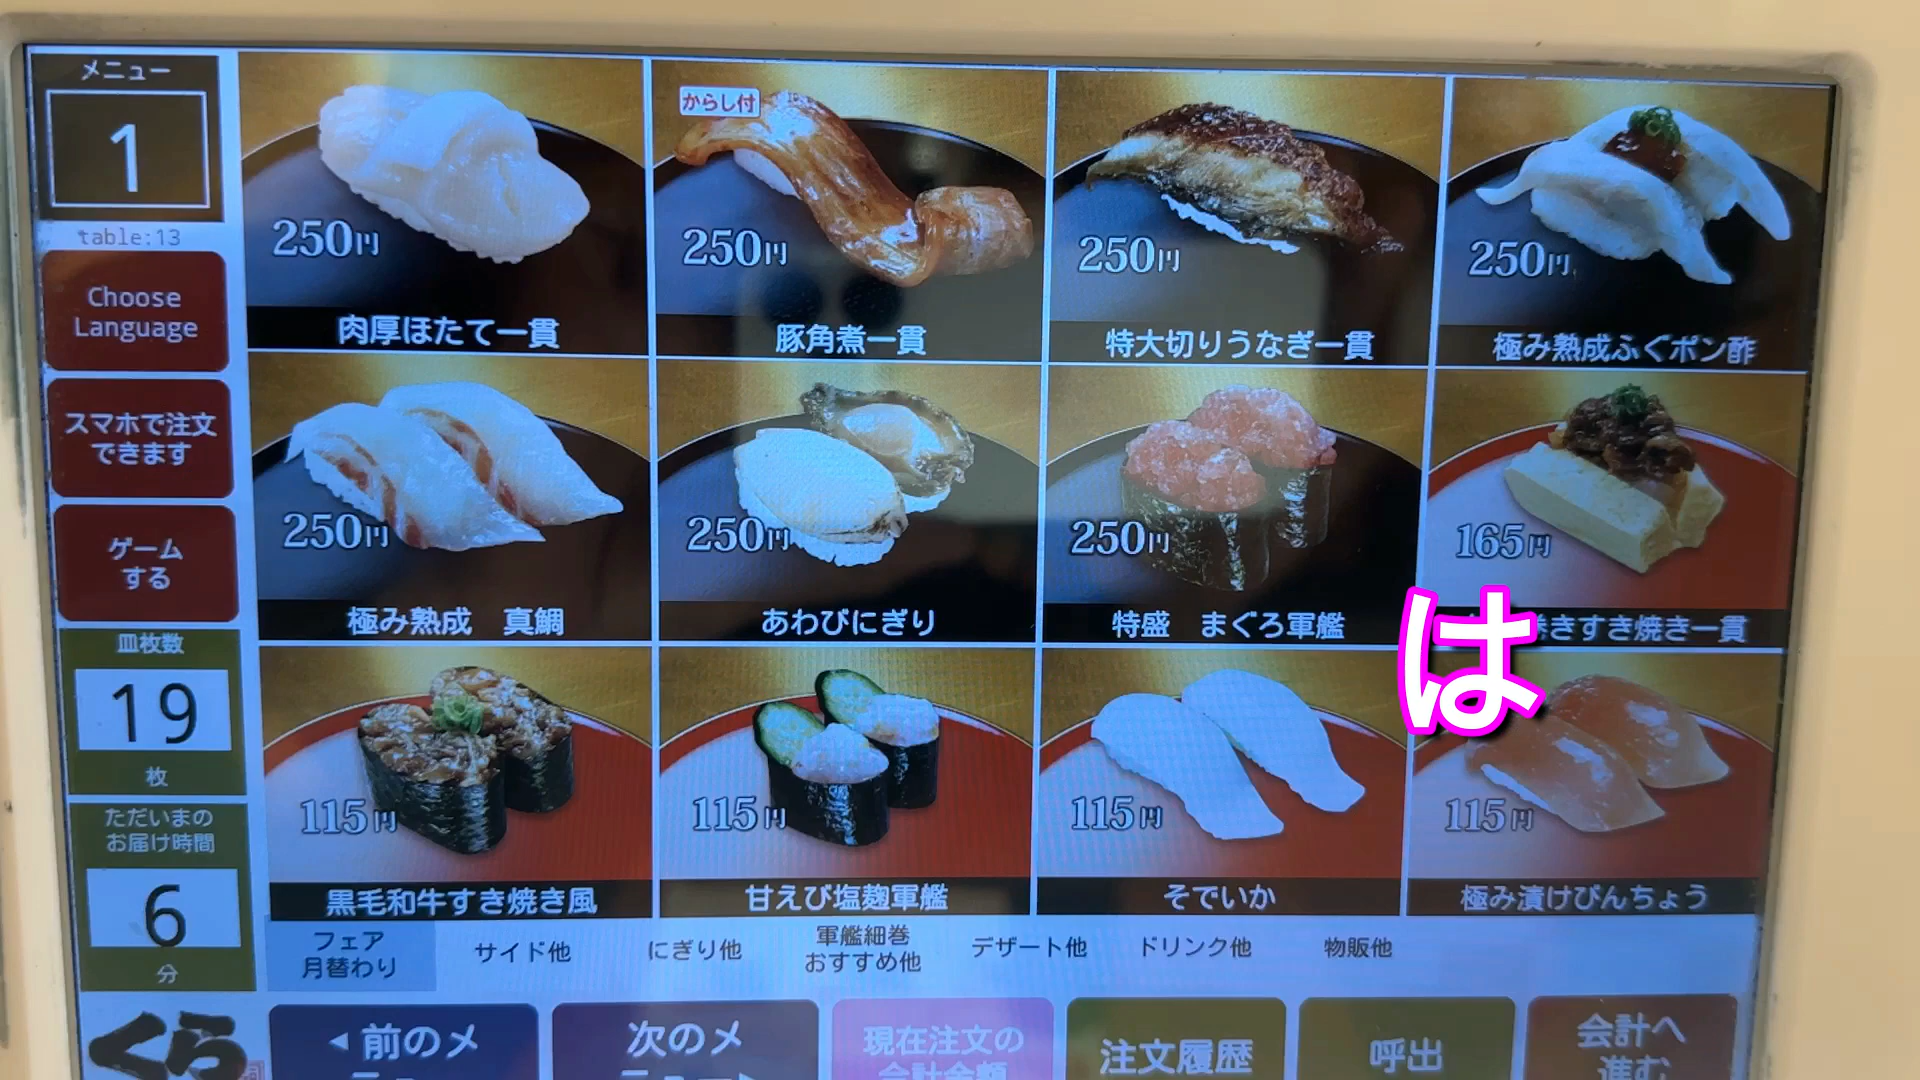 メニュー
1
table:13
Choose
Language
スマホで注文
できます
ゲーム
する
皿枚数
19
枚
ただいまの
お届け時間
6
分
くら
250円
肉厚ほたて一貫
からし付
250円
豚角煮一貫
250円
特大切りうなぎ一貫
250円
極み熟成ふぐポン酢
250円
極み熟成 真鯛
250円
あわびにぎり
250円
特盛 まぐろ軍艦
165円
巻きすき焼き一貫
は
115円
黒毛和牛すき焼き風
115円
甘えび塩麹軍艦
115円
そでいか
115円
極み漬けびんちょう
フェア
月替わり
サイド他
にぎり他
軍艦細巻
おすすめ他
デザート他
ドリンク他
物販他
◀前のメ
ニュー
次のメ
ニュー▶
現在注文の
会計金額
注文履歴
呼出
会計へ
進む